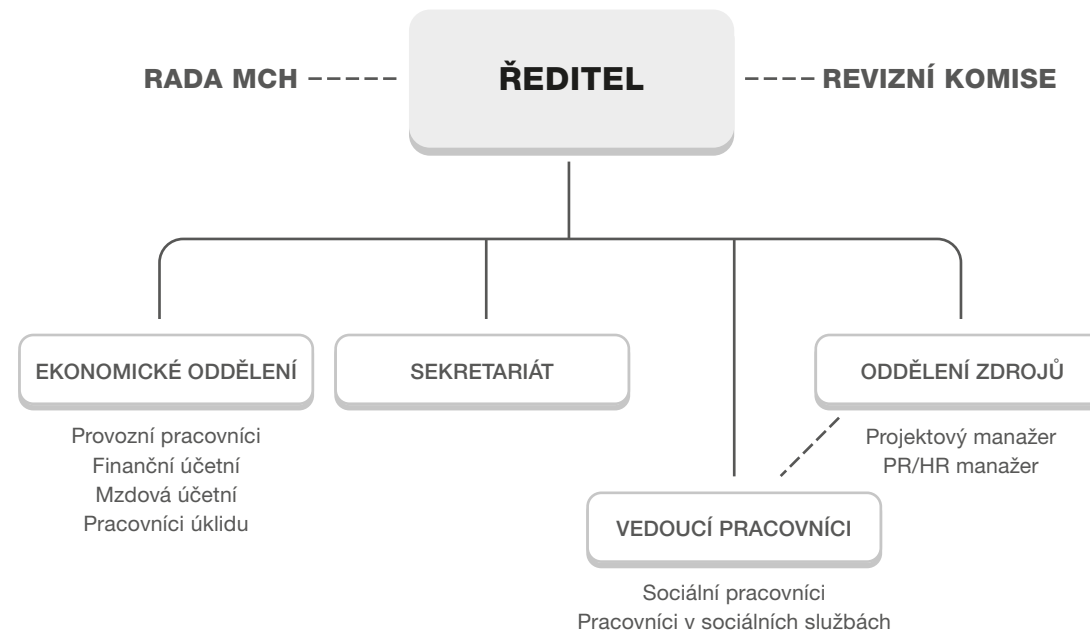 RADA MCH
ŘEDITEL
REVIZNÍ KOMISE
EKONOMICKÉ ODDĚLENÍ
Provozní pracovníci
Finanční účetní
Mzdová účetní
Pracovníci úklidu
SEKRETARIÁT
ODDĚLENÍ ZDROJŮ
Projektový manažer
PR/HR manažer
VEDOUCÍ PRACOVNÍCI
Sociální pracovníci
Pracovníci v sociálních službách